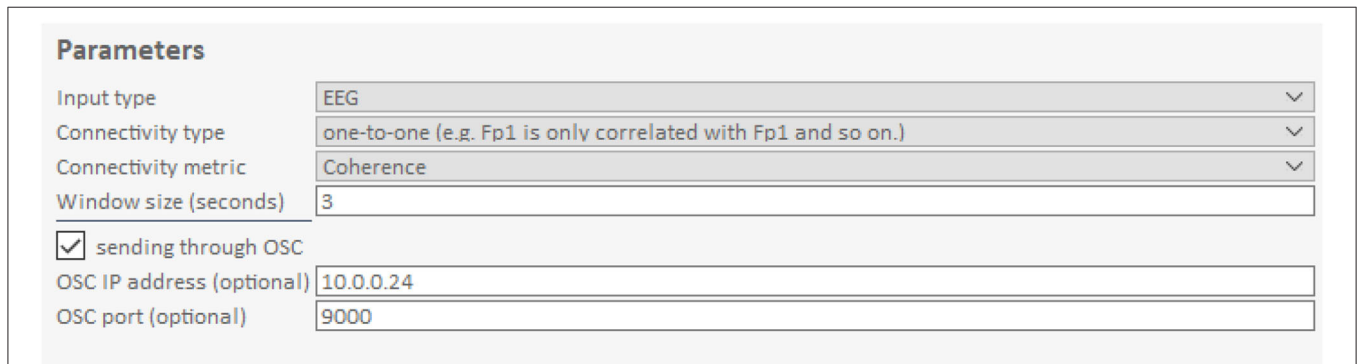 Parameters
Input type EEG
Connectivity type one-to-one (e.g. Fp1 is only correlated with Fp1 and so on.)
Connectivity metric Coherence
Window size (seconds) 3
sending through OSC
OSC IP address (optional) 10.0.0.24
OSC port (optional) 9000